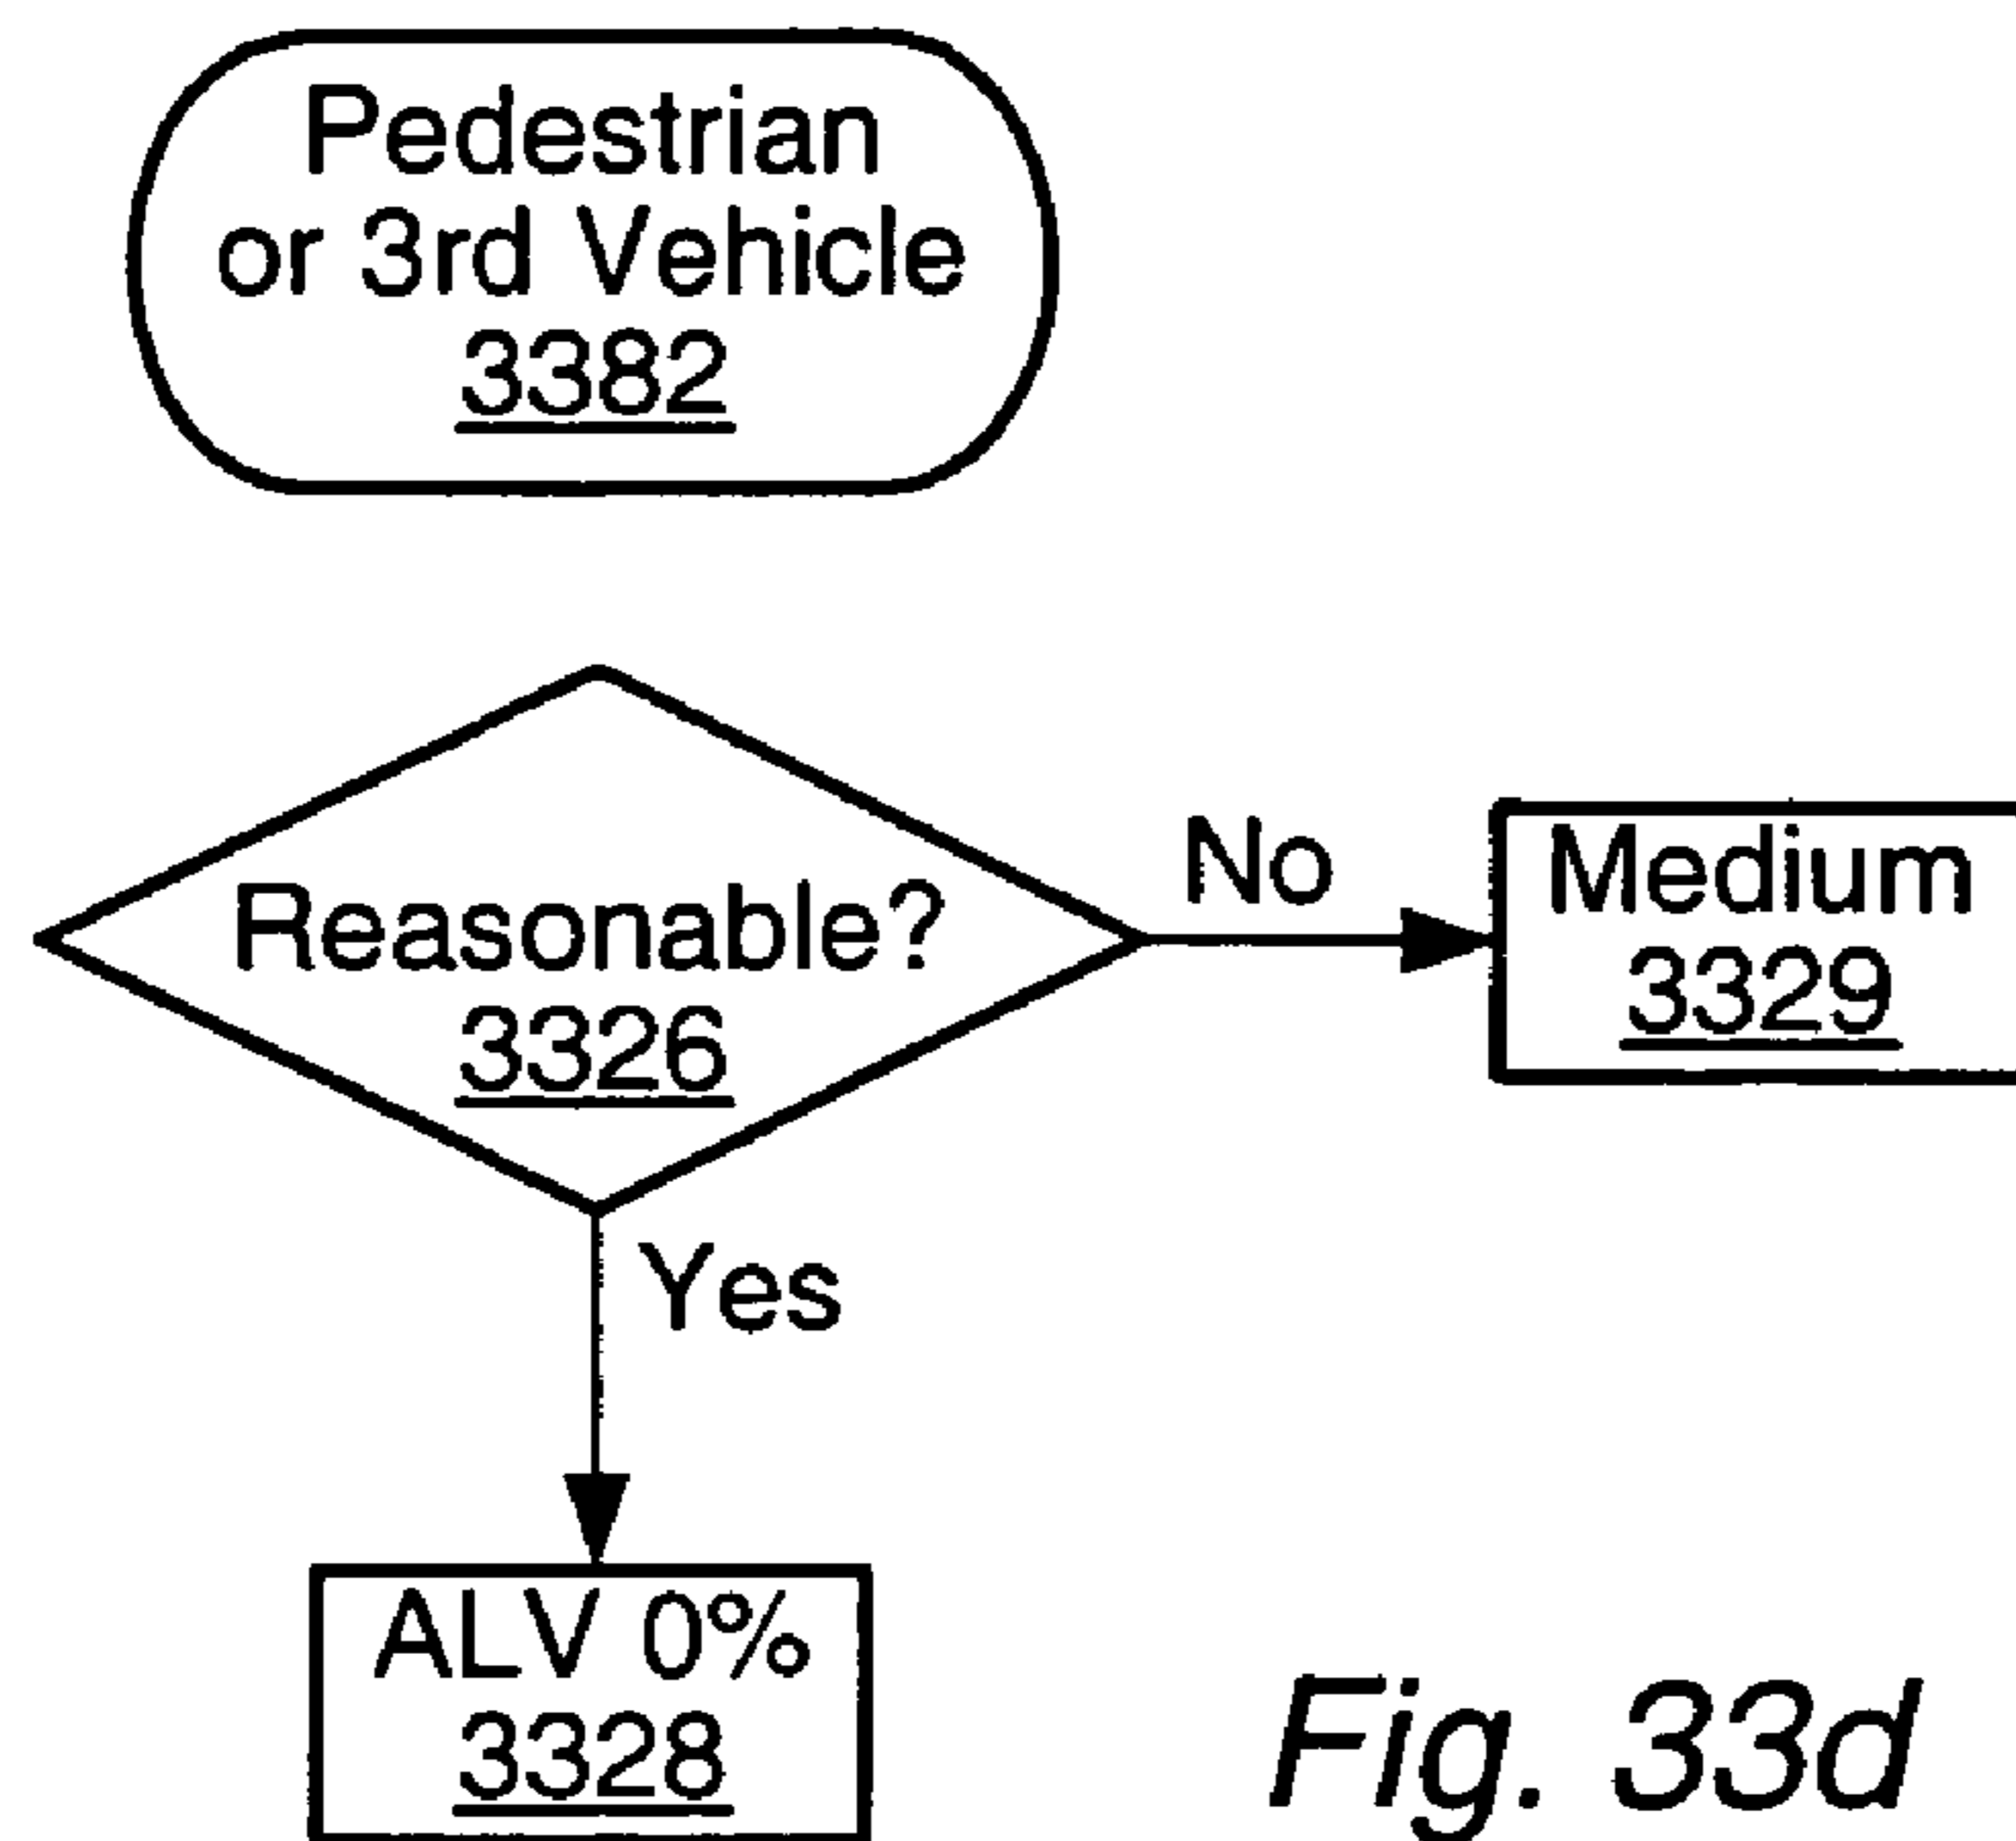 Pedestrian
or 3rd Vehicle
3382
Reasonable?
3326
No
Medium
3329
Yes
ALV 0%
3328
Fig. 33d